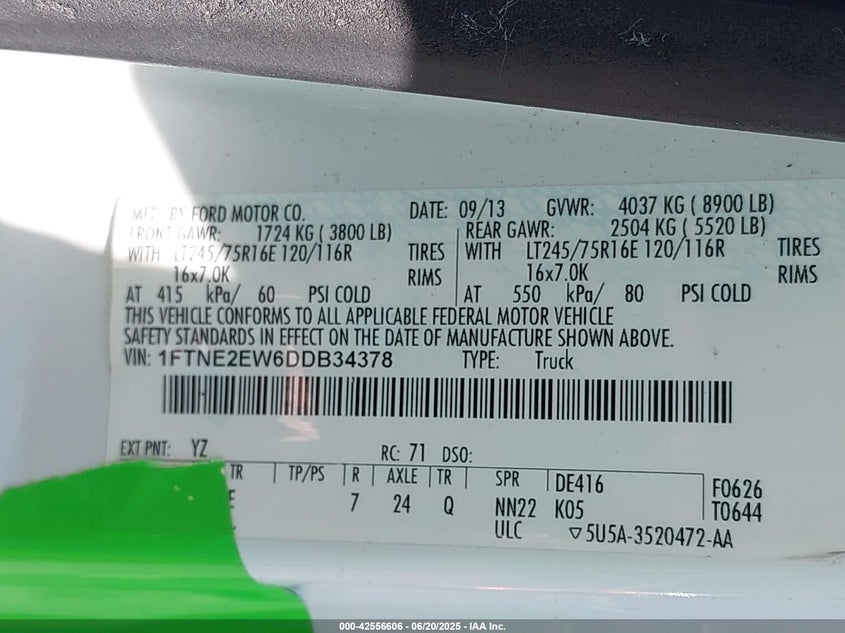 MFD. BY FORD MOTOR CO. DATE: 09/13 GVWR: 4037 KG ( 8900 LB)
FRONT GAWR: 1724 KG ( 3800 LB) REAR GAWR: 2504 KG ( 5520 LB)
WITH LT245/75R16E 120/116R TIRES WITH LT245/75R16E 120/116R TIRES
16x7.0K RIMS 16x7.0K RIMS
AT 415 kPa/ 60 PSI COLD AT 550 kPa/ 80 PSI COLD
THIS VEHICLE CONFORMS TO ALL APPLICABLE FEDERAL MOTOR VEHICLE
SAFETY STANDARDS IN EFFECT ON THE DATE OF MANUFACTURE SHOWN ABOVE.
VIN: 1FTNE2EW6DDB34378 TYPE: Truck
EXT PNT: YZ RC: 71 DSO:
TR TP/PS R AXLE TR SPR DE416 F0626
E 7 24 Q NN22 K05 T0644
ULC ▽5U5A-3520472-AA
000-42556606 - 06/20/2025 - IAA Inc.